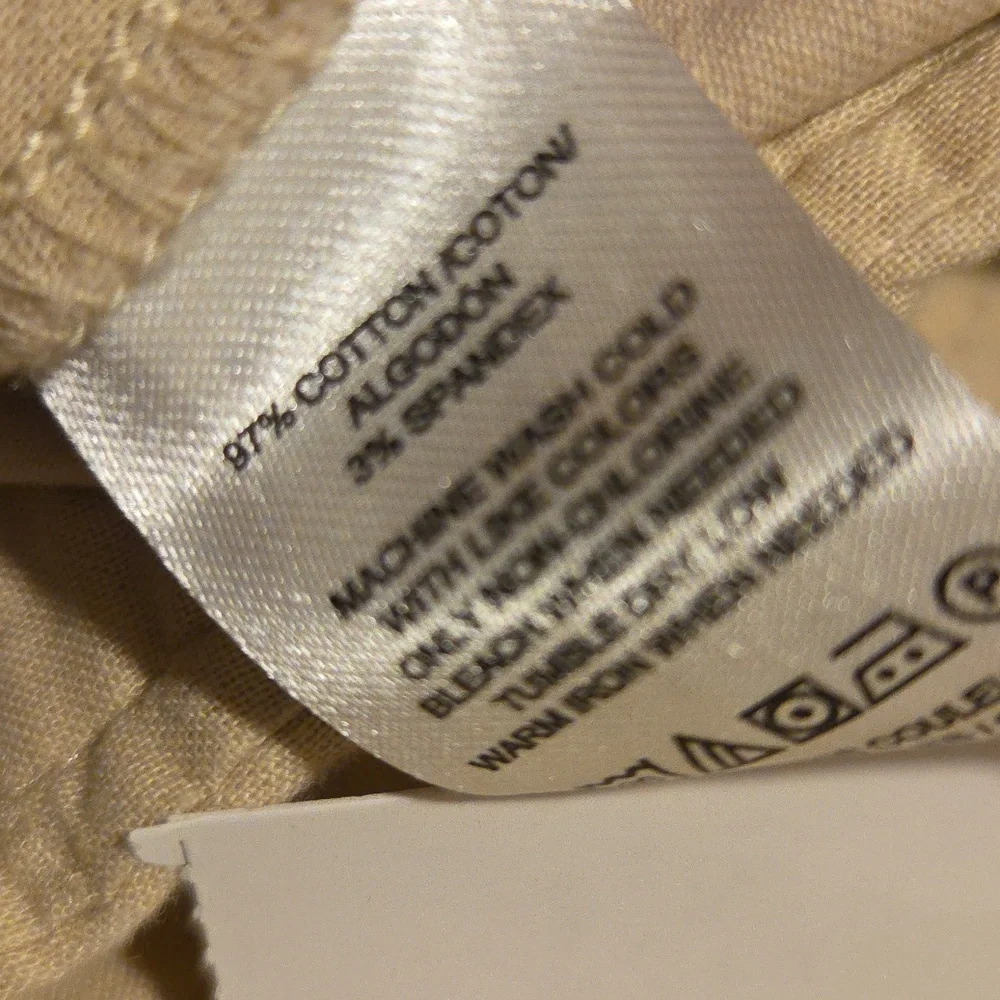 97% COTTON /COTON/
ALGODÓN
3% SPANDEX
MACHINE WASH COLD
WITH LIKE COLORS
ONLY NON-CHLORINE
BLEACH WHEN NEEDED
TUMBLE DRY LOW
WARM IRON WHEN NEEDED
P